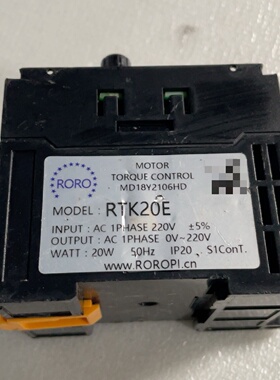 MOTOR
TORQUE CONTROL
MD18Y2106HD
RORO
MODEL : RTK20E
INPUT : AC 1PHASE 220V ±5%
OUTPUT : AC 1PHASE 0V~220V
WATT : 20W 50Hz IP20 、S1ConT.
www.ROROPI.cn